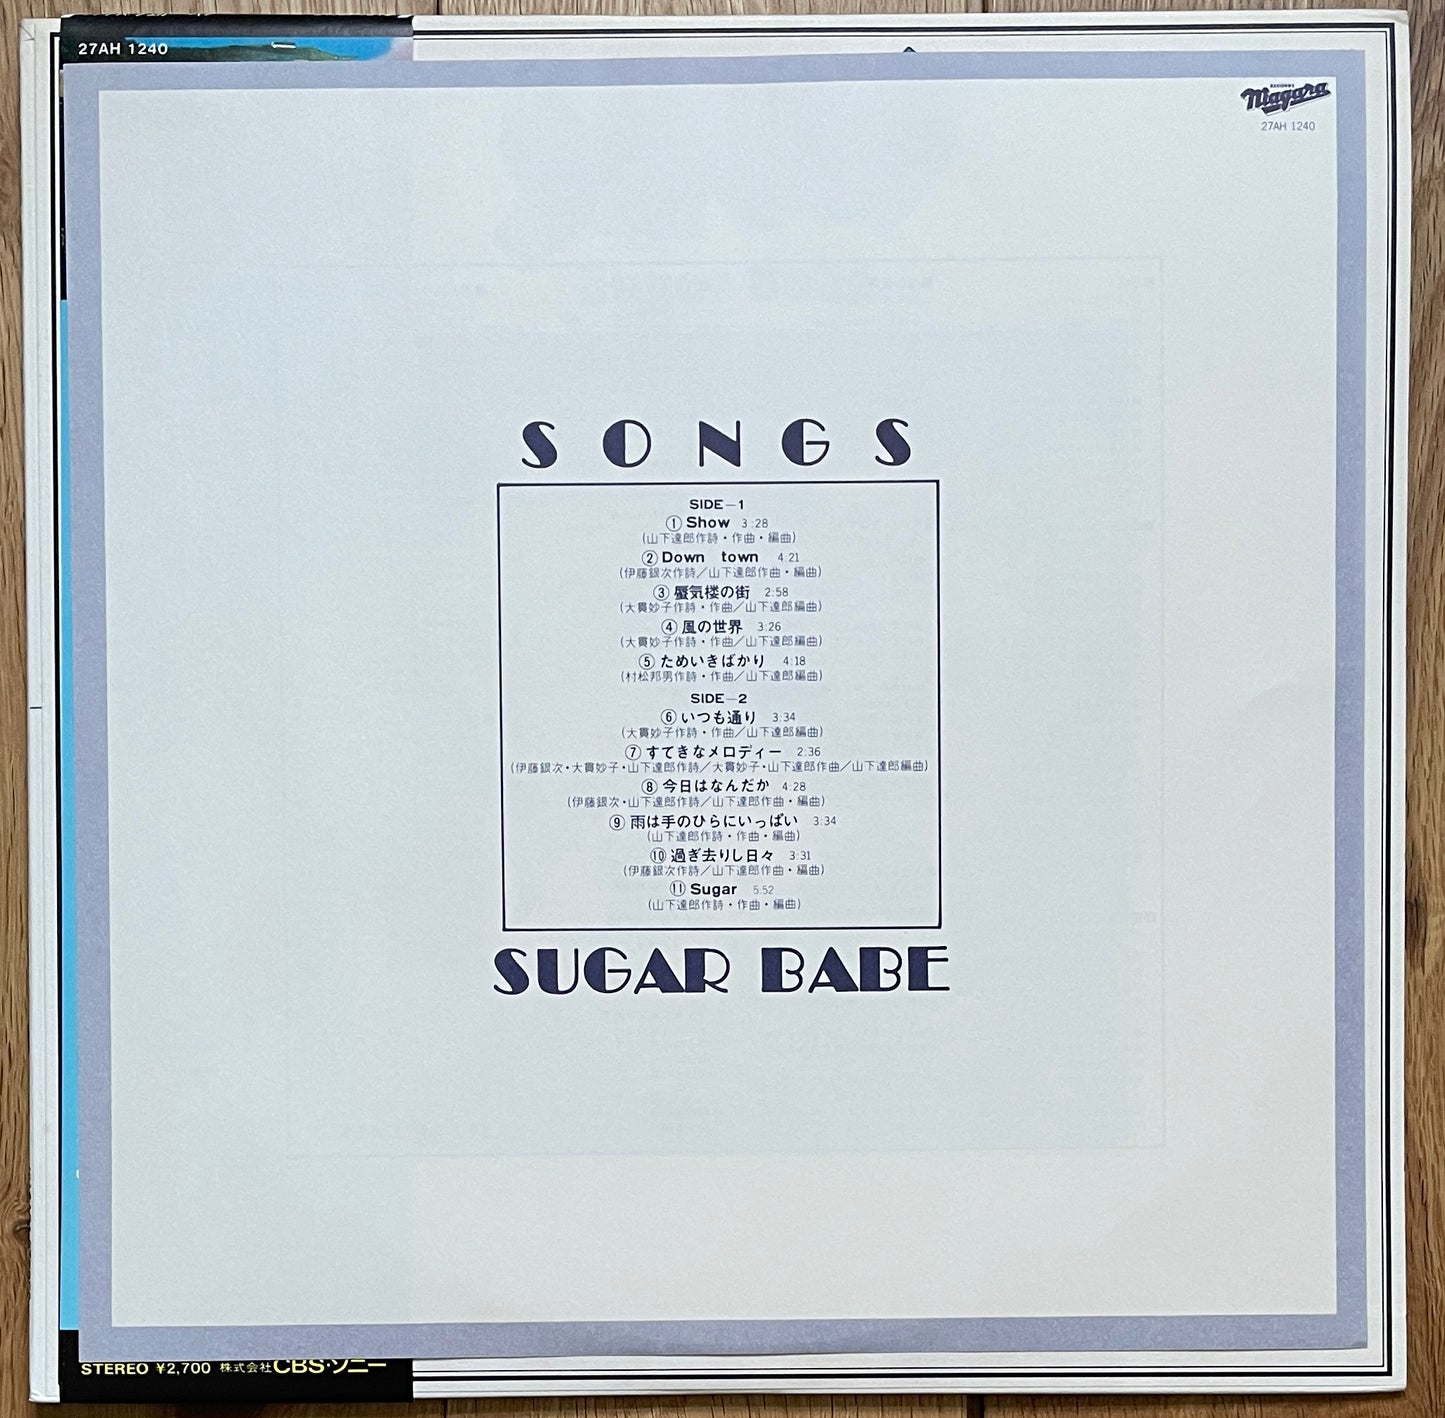 27AH 1240
RECORDS
Niagara
27AH 1240
SONGS
SIDE—1
① Show 3:28
(山下達郎作詩・作曲・編曲)
② Down town 4:21
(伊藤銀次作詩／山下達郎作曲・編曲)
③ 蜃気楼の街 2:58
(大貫妙子作詩・作曲／山下達郎編曲)
④ 風の世界 3:26
(大貫妙子作詩・作曲／山下達郎編曲)
⑤ ためいきばかり 4:18
(村松邦男作詩・作曲／山下達郎編曲)
SIDE—2
⑥ いつも通り 3:34
(大貫妙子作詩・作曲／山下達郎編曲)
⑦ すてきなメロディー 2:36
(伊藤銀次・大貫妙子・山下達郎作詩／大貫妙子・山下達郎作曲／山下達郎編曲)
⑧ 今日はなんだか 4:28
(伊藤銀次・山下達郎作詩／山下達郎作曲・編曲)
⑨ 雨は手のひらにいっぱい 3:34
(山下達郎作詩・作曲・編曲)
⑩ 過ぎ去りし日々 3:31
(伊藤銀次作詩／山下達郎作曲・編曲)
⑪ Sugar 5:52
(山下達郎作詩・作曲・編曲)
SUGAR BABE
STEREO ¥2,700 株式会社CBS・ソニー